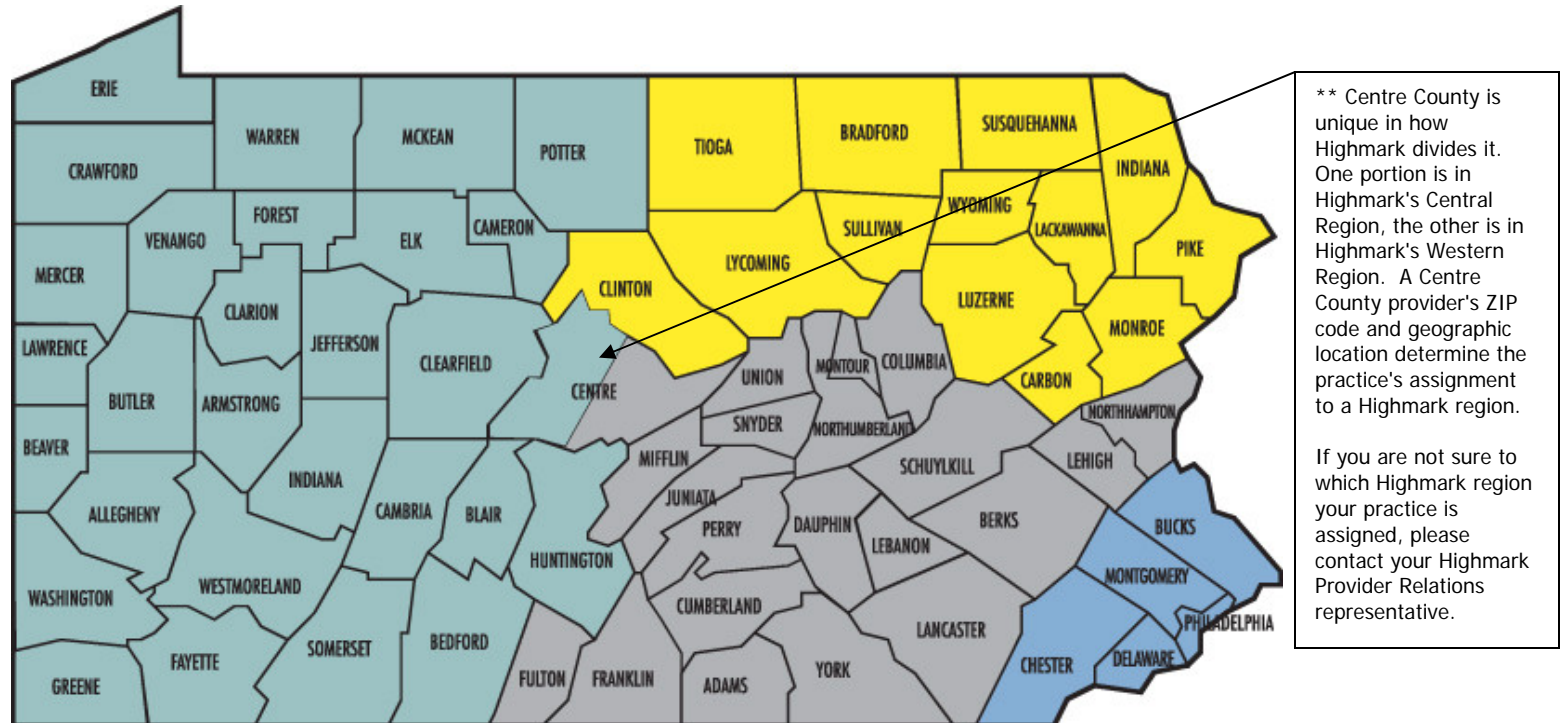 ERIE
WARREN
MCKEAN
POTTER
TIOGA
BRADFORD
SUSQUEHANNA
CRAWFORD
INDIANA
FOREST
VENANGO
ELK
CAMERON
WYOMING
SULLIVAN
LACKAWANNA
PIKE
MERCER
LYCOMING
CLINTON
CLARION
LUZERNE
MONROE
LAWRENCE
JEFFERSON
CLEARFIELD
CENTRE
UNION
MONTOUR
COLUMBIA
CARBON
BUTLER
ARMSTRONG
SNYDER
NORTHUMBERLAND
NORTHHAMPTON
BEAVER
MIFFLIN
SCHUYLKILL
LEHIGH
INDIANA
JUNIATA
ALLEGHENY
CAMBRIA
BLAIR
PERRY
DAUPHIN
BERKS
BUCKS
LEBANON
HUNTINGTON
MONTGOMERY
WASHINGTON
WESTMORELAND
CUMBERLAND
PHILADELPHIA
LANCASTER
SOMERSET
BEDFORD
FAYETTE
CHESTER
DELAWARE
GREENE
FULTON
FRANKLIN
ADAMS
YORK
** Centre County is
unique in how
Highmark divides it.
One portion is in
Highmark's Central
Region, the other is in
Highmark's Western
Region. A Centre
County provider's ZIP
code and geographic
location determine the
practice's assignment
to a Highmark region.
If you are not sure to
which Highmark region
your practice is
assigned, please
contact your Highmark
Provider Relations
representative.